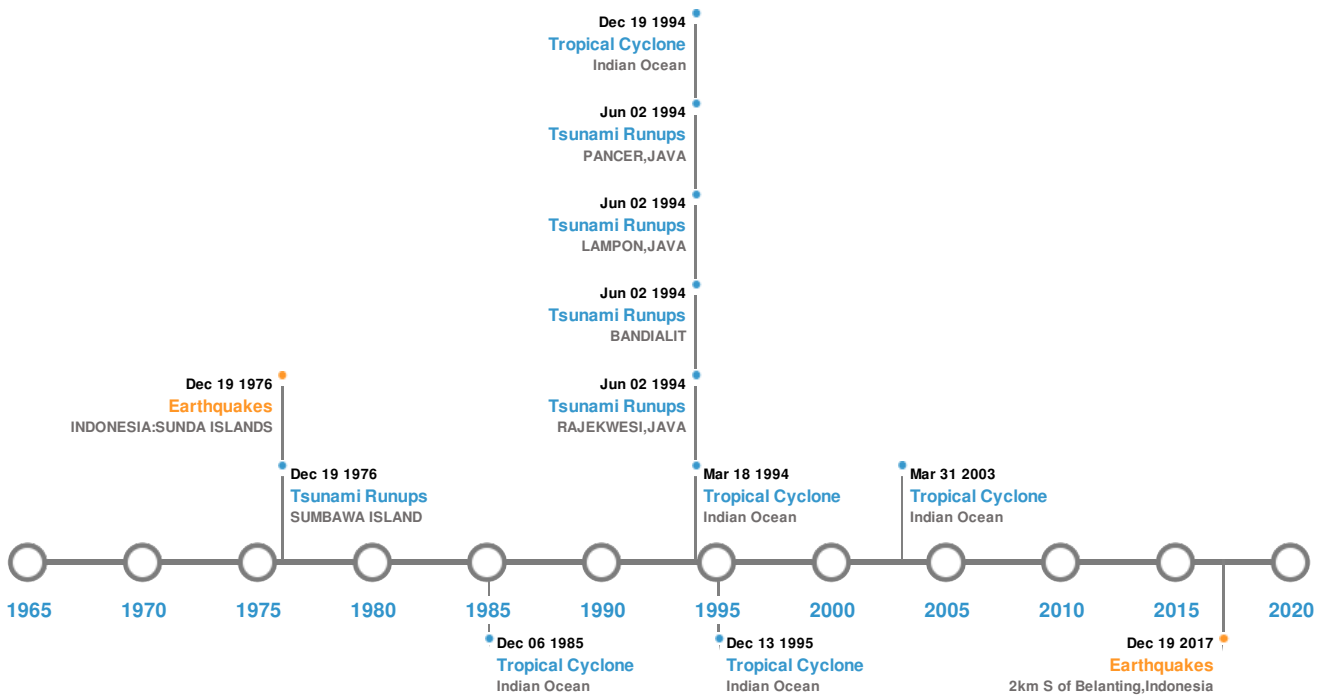 Dec 19 1994
Tropical Cyclone
Indian Ocean
Jun 02 1994
Tsunami Runups
PANCER,JAVA
Jun 02 1994
Tsunami Runups
LAMPON,JAVA
Jun 02 1994
Tsunami Runups
BANDIALIT
Dec 19 1976
Earthquakes
INDONESIA:SUNDA ISLANDS
Jun 02 1994
Tsunami Runups
RAJEKWESI,JAVA
Dec 19 1976
Tsunami Runups
SUMBAWA ISLAND
Mar 18 1994
Tropical Cyclone
Indian Ocean
Mar 31 2003
Tropical Cyclone
Indian Ocean
1965 1970 1975 1980 1985 1990 1995 2000 2005 2010 2015 2020
Dec 06 1985
Tropical Cyclone
Indian Ocean
Dec 13 1995
Tropical Cyclone
Indian Ocean
Dec 19 2017
Earthquakes
2km S of Belanting,Indonesia